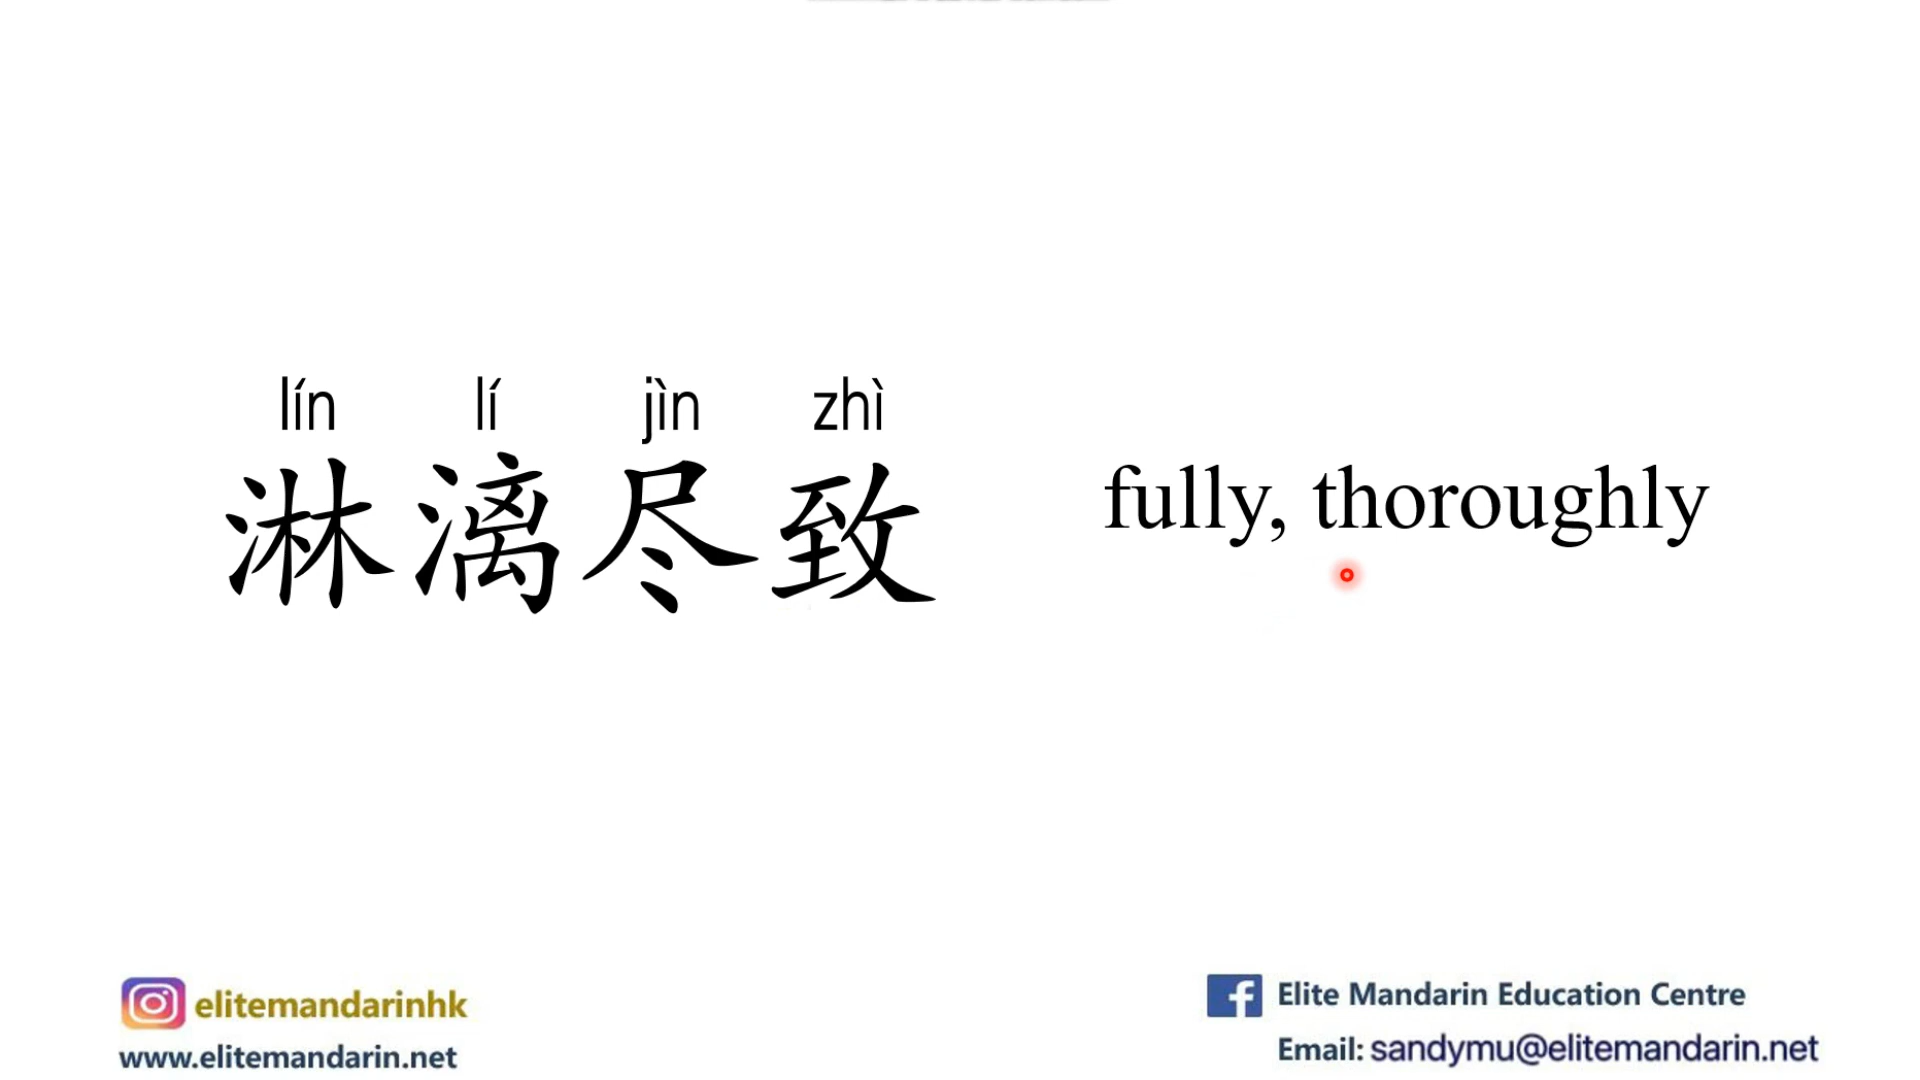 lín lí jìn zhì
淋漓尽致
fully, thoroughly
elitemandarinhk
www.elitemandarin.net
Elite Mandarin Education Centre
Email: sandymu@elitemandarin.net